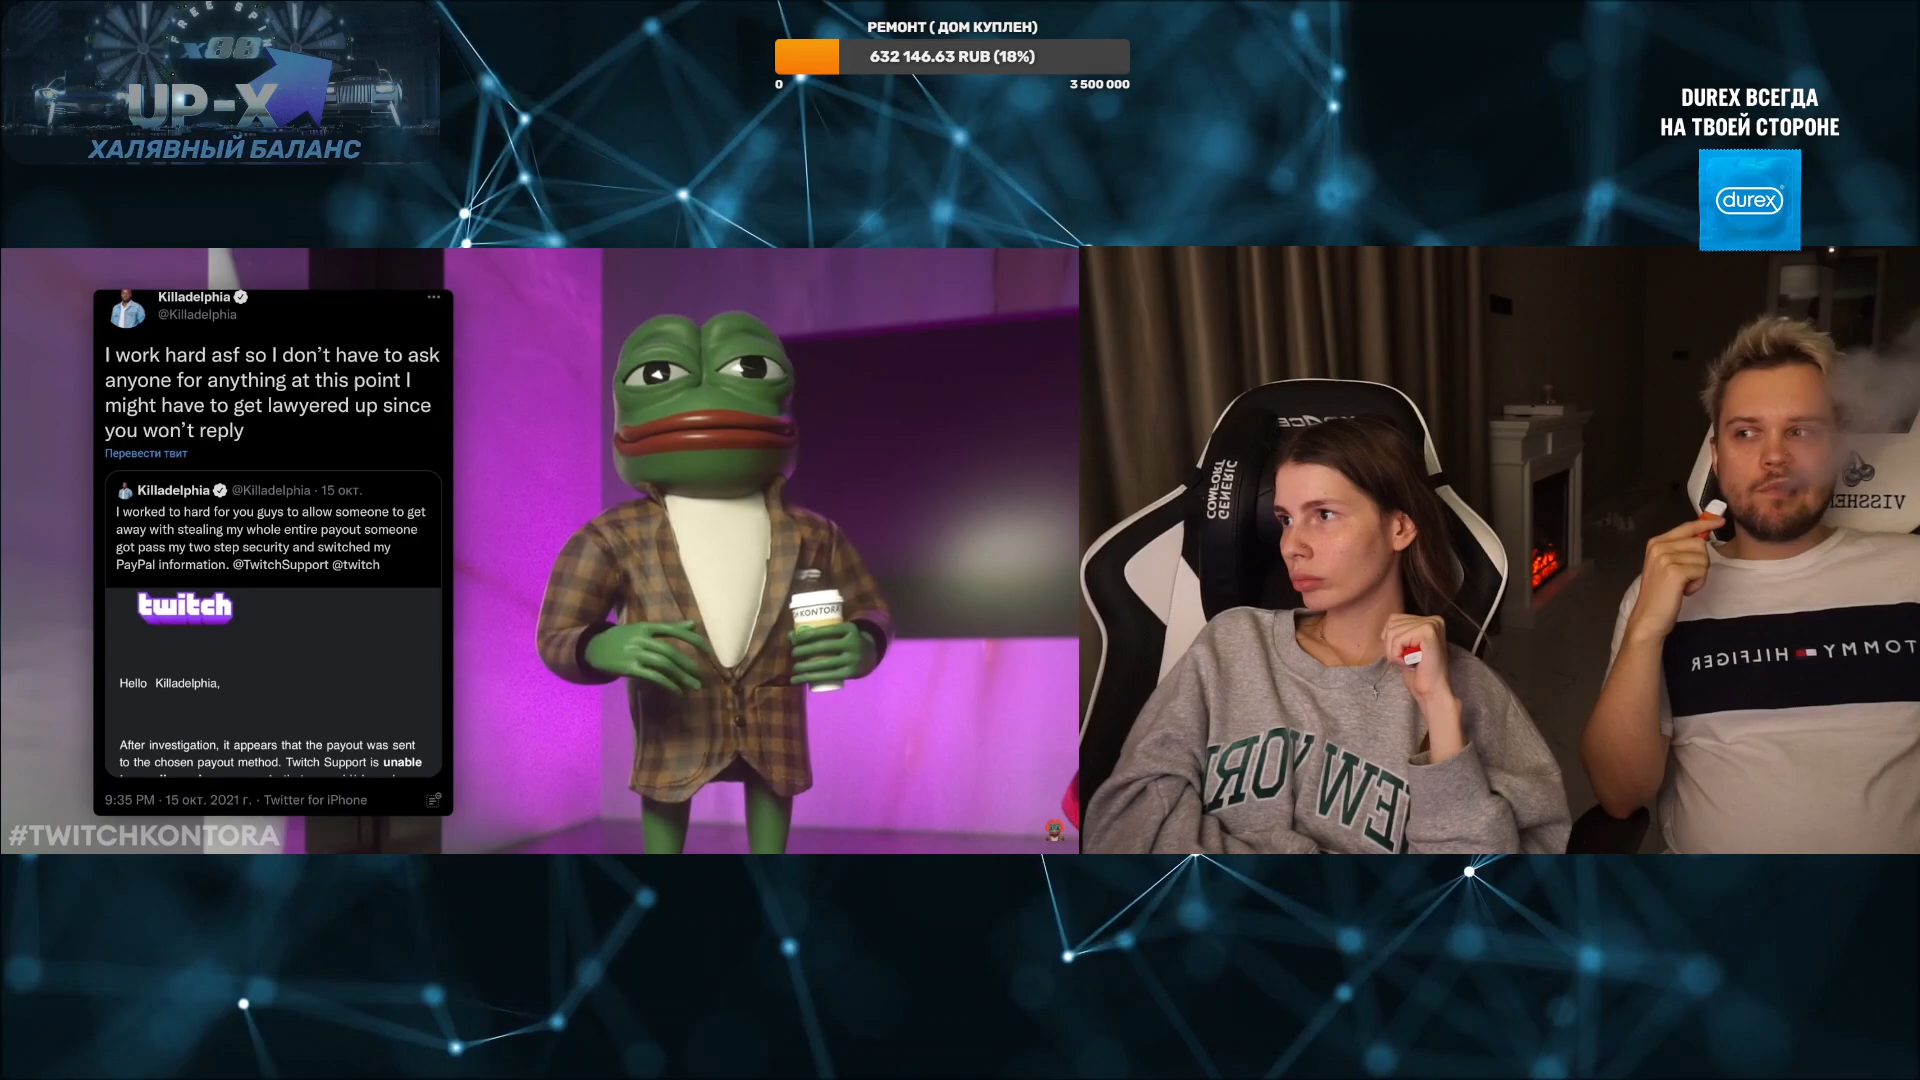 FREE SPIN
x88
UP-X
ХАЛЯВНЫЙ БАЛАНС
РЕМОНТ ( ДОМ КУПЛЕН)
632 146.63 RUB (18%)
0
3 500 000
DUREX ВСЕГДА
НА ТВОЕЙ СТОРОНЕ
durex
Killadelphia
@Killadelphia
I work hard asf so I don’t have to ask
anyone for anything at this point I
might have to get lawyered up since
you won’t reply
Перевести твит
Killadelphia @Killadelphia · 15 окт.
I worked to hard for you guys to allow someone to get
away with stealing my whole entire payout someone
got pass my two step security and switched my
PayPal information. @TwitchSupport @twitch
twitch
Hello Killadelphia,
After investigation, it appears that the payout was sent
to the chosen payout method. Twitch Support is unable
9:35 PM · 15 окт. 2021 г. · Twitter for iPhone
#TWITCHKONTORA
KONTORA
GENERIC
COMFORT
NEW YORK
TOMMY HILFIGER